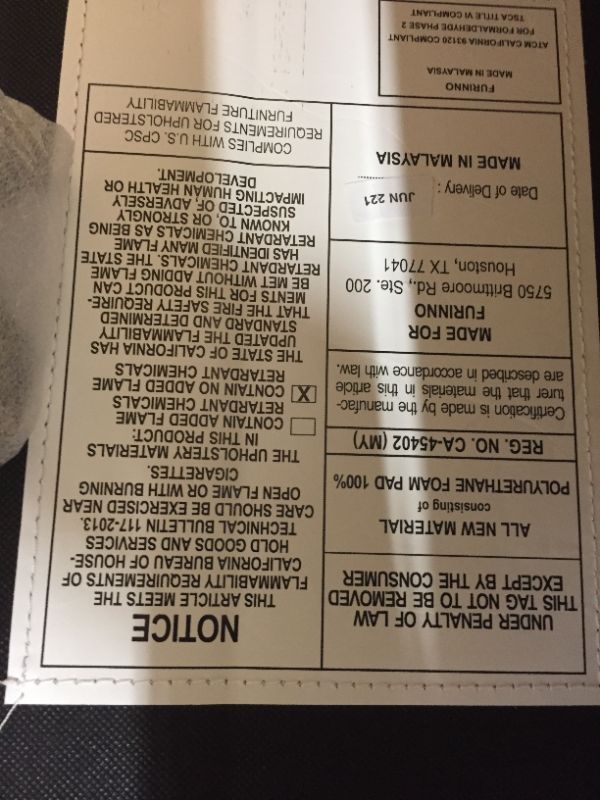 UNDER PENALTY OF LAW
THIS TAG NOT TO BE REMOVED
EXCEPT BY THE CONSUMER
ALL NEW MATERIAL
consisting of
POLYURETHANE FOAM PAD 100%
REG. NO. CA-45402 (MY)
Certification is made by the manufac-
turer that the materials in this article
are described in accordance with law.
MADE FOR
FURINNO
5750 Brittmoore Rd., Ste. 200
Houston, TX 77041
Date of Delivery : JUN 221
MADE IN MALAYSIA
NOTICE
THIS ARTICLE MEETS THE
FLAMMABILITY REQUIREMENTS OF
CALIFORNIA BUREAU OF HOUSE-
HOLD GOODS AND SERVICES
TECHNICAL BULLETIN 117-2013.
CARE SHOULD BE EXERCISED NEAR
OPEN FLAME OR WITH BURNING
CIGARETTES.
THE UPHOLSTERY MATERIALS
IN THIS PRODUCT:
CONTAIN ADDED FLAME
RETARDANT CHEMICALS
X CONTAIN NO ADDED FLAME
RETARDANT CHEMICALS
THE STATE OF CALIFORNIA HAS
UPDATED THE FLAMMABILITY
STANDARD AND DETERMINED
THAT THE FIRE SAFETY REQUIRE-
MENTS FOR THIS PRODUCT CAN
BE MET WITHOUT ADDING FLAME
RETARDANT CHEMICALS. THE STATE
HAS IDENTIFIED MANY FLAME
RETARDANT CHEMICALS AS BEING
KNOWN TO, OR STRONGLY
SUSPECTED OF, ADVERSELY
IMPACTING HUMAN HEALTH OR
DEVELOPMENT.
COMPLIES WITH U.S. CPSC
REQUIREMENTS FOR UPHOLSTERED
FURNITURE FLAMMABILITY
FURINNO
MADE IN MALAYSIA
ATCM CALIFORNIA 93120 COMPLIANT
FOR FORMALDEHYDE PHASE 2
TSCA TITLE VI COMPLIANT